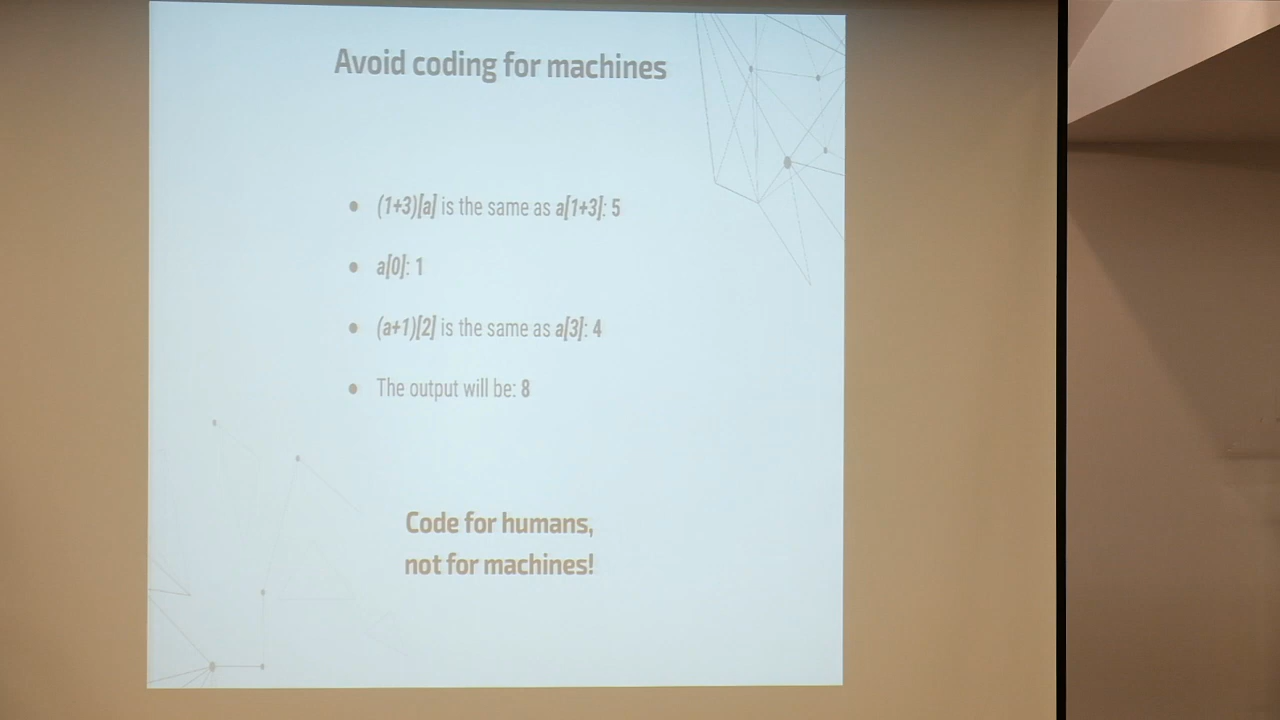 Avoid coding for machines
• (1+3)[a] is the same as a[1+3]: 5
• a[0]: 1
• (a+1)[2] is the same as a[3]: 4
• The output will be: 8
Code for humans,
not for machines!